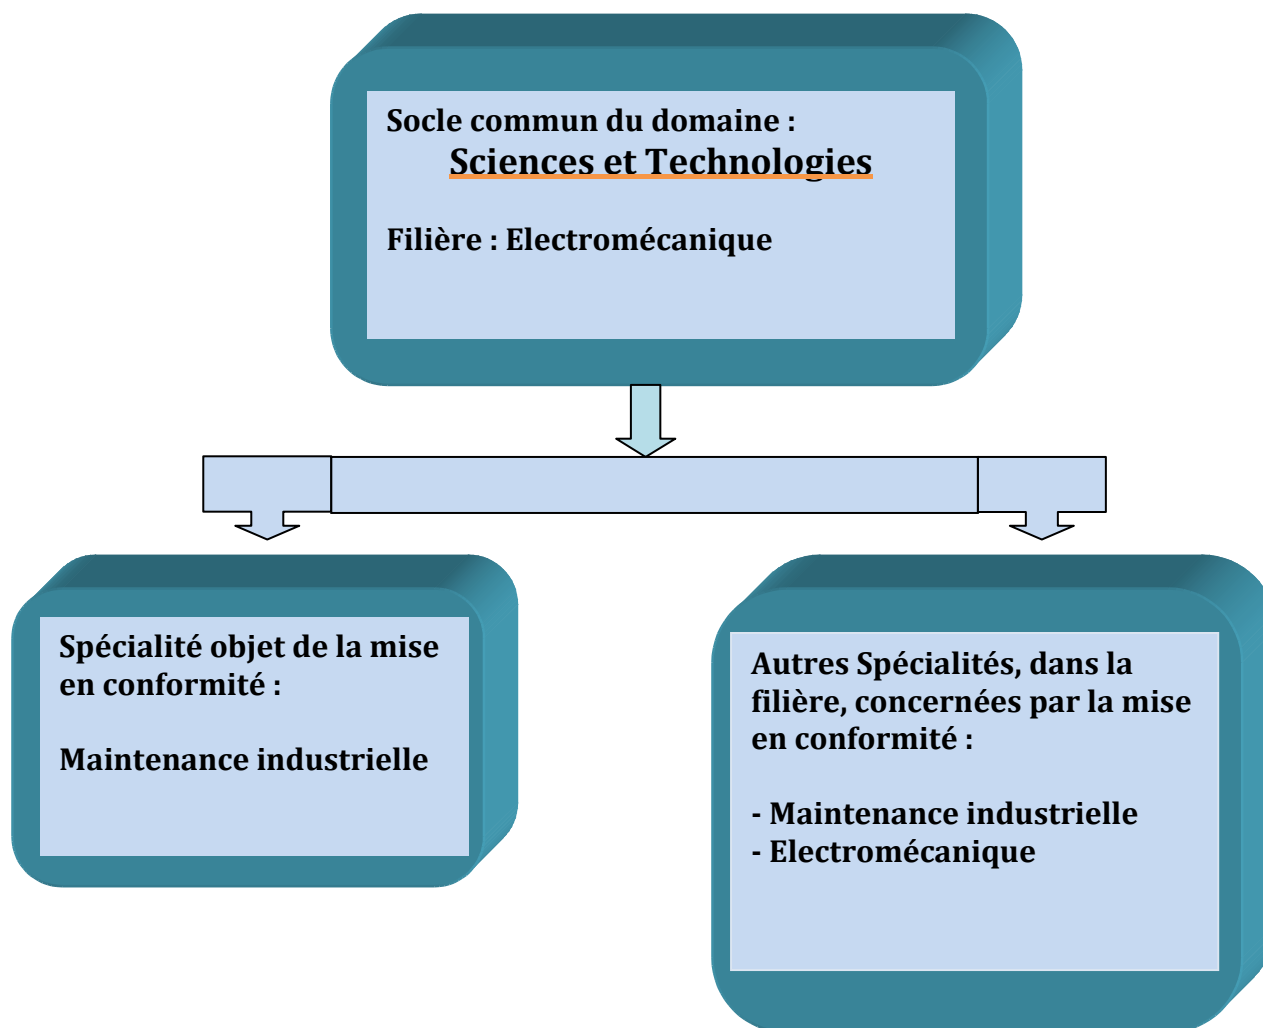 Socle commun du domaine :
Sciences et Technologies
Filière : Electromécanique
Spécialité objet de la mise
en conformité :
Maintenance industrielle
Autres Spécialités, dans la
filière, concernées par la mise
en conformité :
- Maintenance industrielle
- Electromécanique